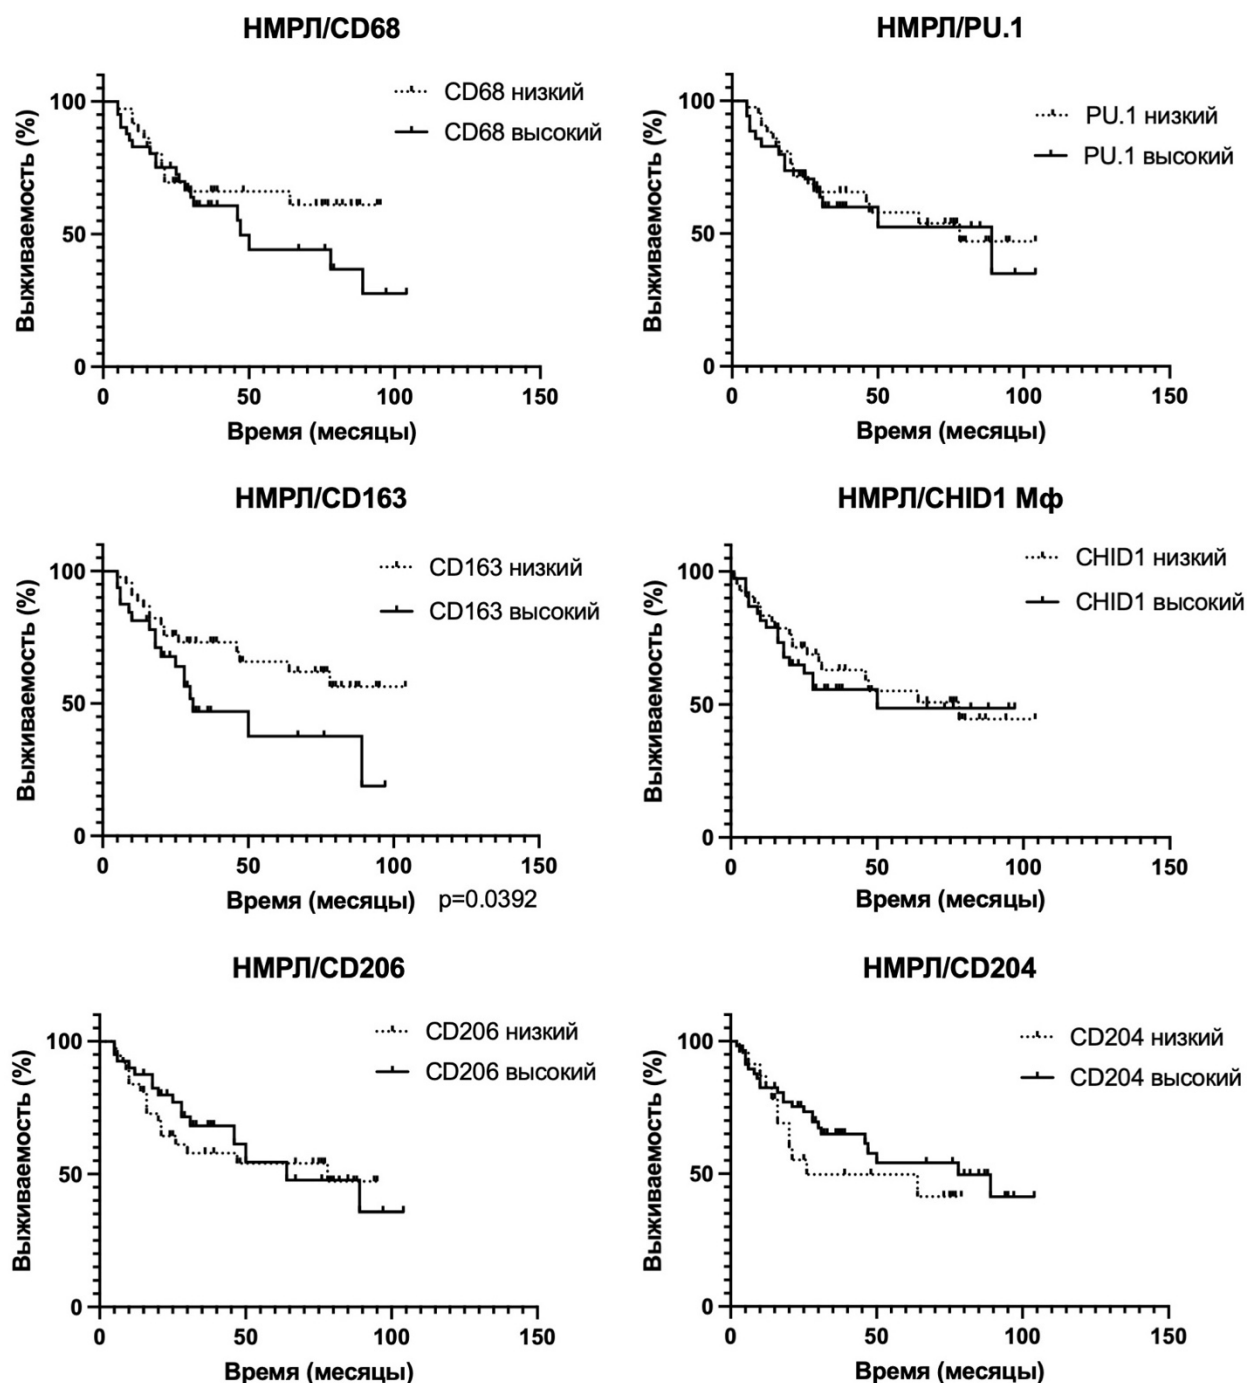 НМРЛ/CD68
CD68 низкий
CD68 высокий
Выживаемость (%)
100
50
0
0 50 100 150
Время (месяцы)
НМРЛ/PU.1
PU.1 низкий
PU.1 высокий
Выживаемость (%)
100
50
0
0 50 100 150
Время (месяцы)
НМРЛ/CD163
CD163 низкий
CD163 высокий
Выживаемость (%)
100
50
0
0 50 100 150
Время (месяцы) p=0.0392
НМРЛ/CHID1 Мф
CHID1 низкий
CHID1 высокий
Выживаемость (%)
100
50
0
0 50 100 150
Время (месяцы)
НМРЛ/CD206
CD206 низкий
CD206 высокий
Выживаемость (%)
100
50
0
0 50 100 150
Время (месяцы)
НМРЛ/CD204
CD204 низкий
CD204 высокий
Выживаемость (%)
100
50
0
0 50 100 150
Время (месяцы)